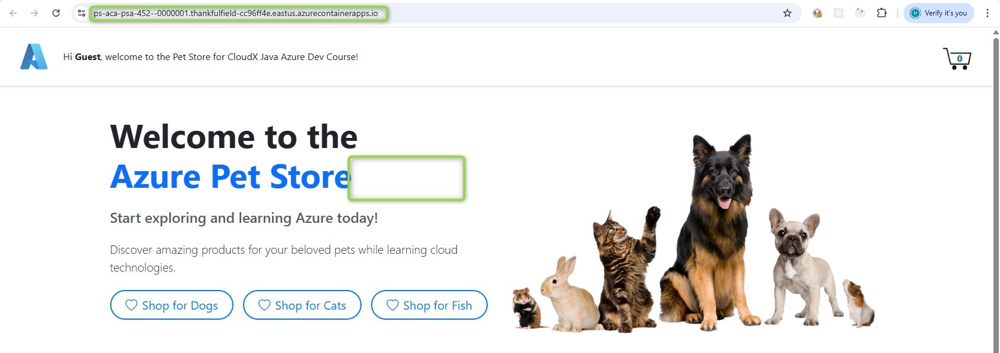 ps-aca-psa-452--0000001.thankfulfield-cc96ff4e.eastus.azurecontainerapps.io
Verify it's you
Hi Guest, welcome to the Pet Store for CloudX Java Azure Dev Course!
0
Welcome to the
Azure Pet Store
Start exploring and learning Azure today!
Discover amazing products for your beloved pets while learning cloud
technologies.
Shop for Dogs
Shop for Cats
Shop for Fish